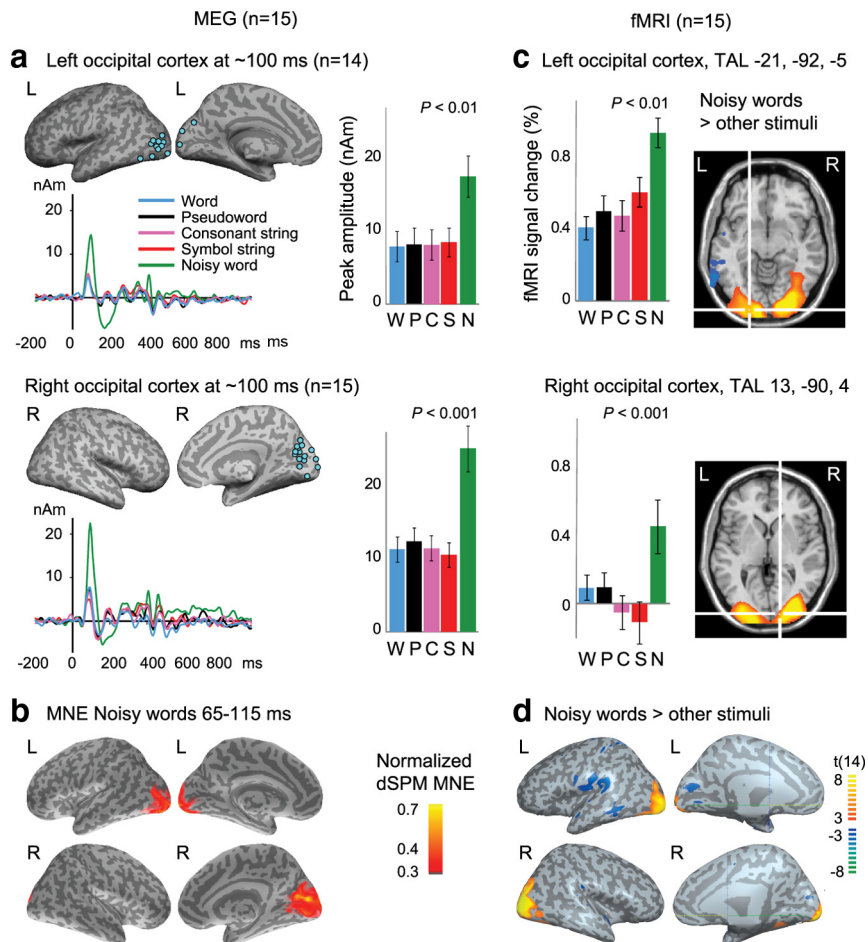 MEG (n=15)
fMRI (n=15)
a Left occipital cortex at ~100 ms (n=14)
L
L
nAm
20
10
0
-200 0 200 400 600 800 ms ms
Word
Pseudoword
Consonant string
Symbol string
Noisy word
P < 0.01
Peak amplitude (nAm)
20
10
0
W P C S N
Right occipital cortex at ~100 ms (n=15)
R
R
nAm
20
10
0
-200 0 200 400 600 800 ms
P < 0.001
20
10
0
W P C S N
c Left occipital cortex, TAL -21, -92, -5
P < 0.01
fMRI signal change (%)
0.8
0.4
0
W P C S N
Noisy words
> other stimuli
L R
Right occipital cortex, TAL 13, -90, 4
P < 0.001
0.8
0.4
0
W P C S N
L R
b MNE Noisy words 65-115 ms
L L
R R
Normalized
dSPM MNE
0.7
0.4
0.3
d Noisy words > other stimuli
L L
R R
t(14)
8
3
-3
-8